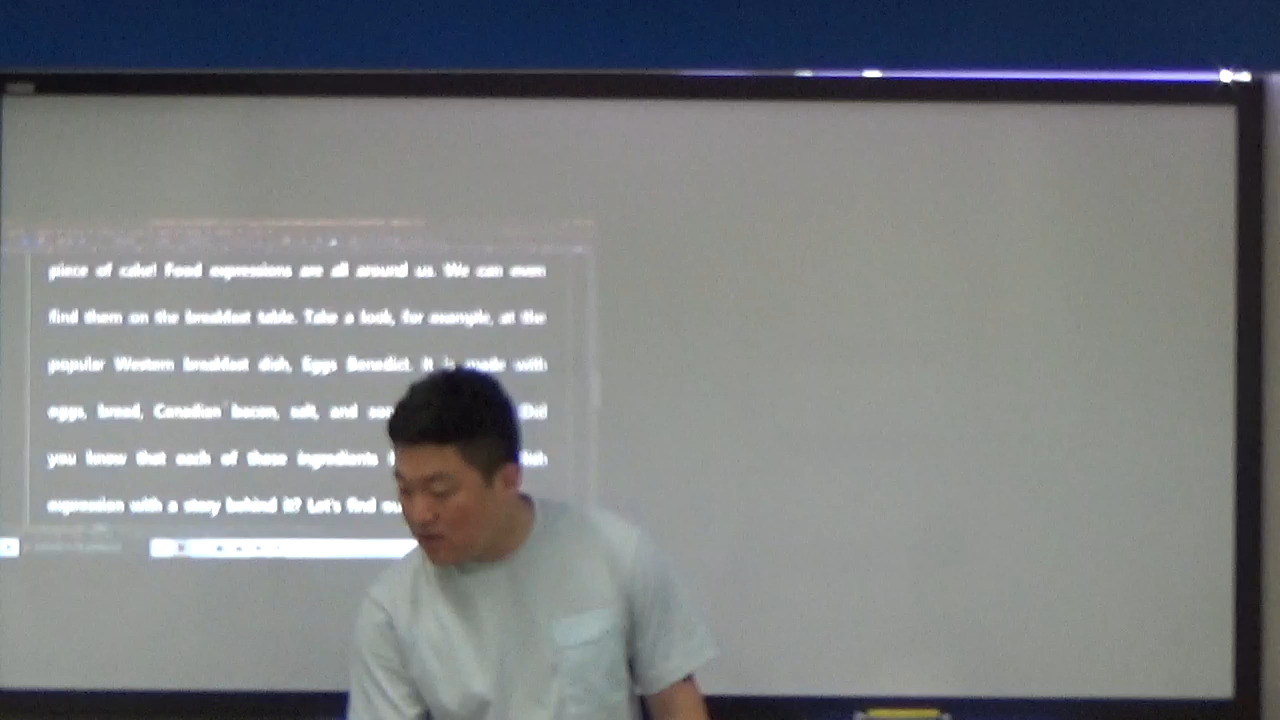 piece of cake! Food expressions are all around us. We can even
find them on the breakfast table. Take a look, for example, at the
popular Western breakfast dish, Eggs Benedict. It is made with
eggs, bread, Canadian bacon, salt, and
you know that each of these ingredients
expression with a story behind it? Let's find